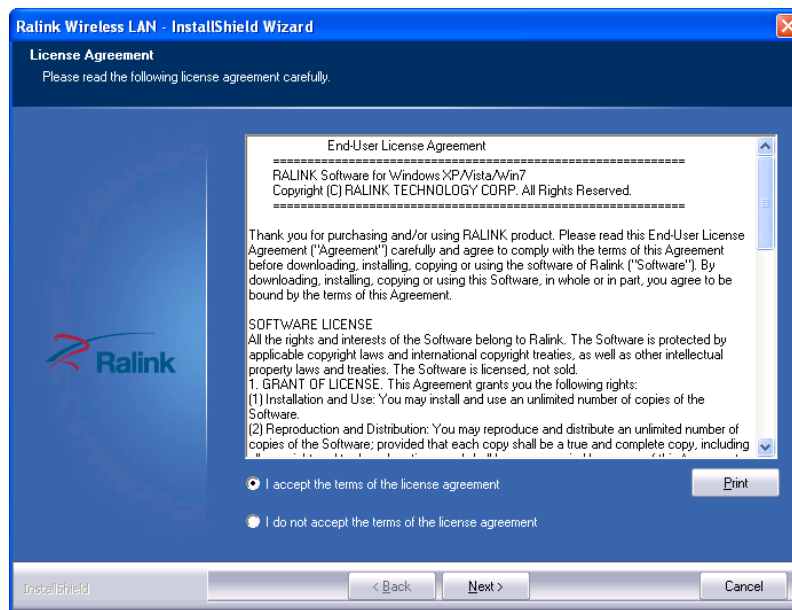 Ralink Wireless LAN - InstallShield Wizard
License Agreement
Please read the following license agreement carefully.
End-User License Agreement
===============================================================
RALINK Software for Windows XP/Vista/Win7
Copyright (C) RALINK TECHNOLOGY CORP. All Rights Reserved.
===============================================================
Thank you for purchasing and/or using RALINK product. Please read this End-User License
Agreement ("Agreement") carefully and agree to comply with the terms of this Agreement
before downloading, installing, copying or using the software of Ralink ("Software"). By
downloading, installing, copying or using this Software, in whole or in part, you agree to be
bound by the terms of this Agreement.
SOFTWARE LICENSE
All the rights and interests of the Software belong to Ralink. The Software is protected by
applicable copyright laws and international copyright treaties, as well as other intellectual
property laws and treaties. The Software is licensed, not sold.
1. GRANT OF LICENSE. This Agreement grants you the following rights:
(1) Installation and Use: You may install and use an unlimited number of copies of the
Software.
(2) Reproduction and Distribution: You may reproduce and distribute an unlimited number of
copies of the Software; provided that each copy shall be a true and complete copy, including
Ralink
I accept the terms of the license agreement
Print
I do not accept the terms of the license agreement
InstallShield
< Back
Next >
Cancel